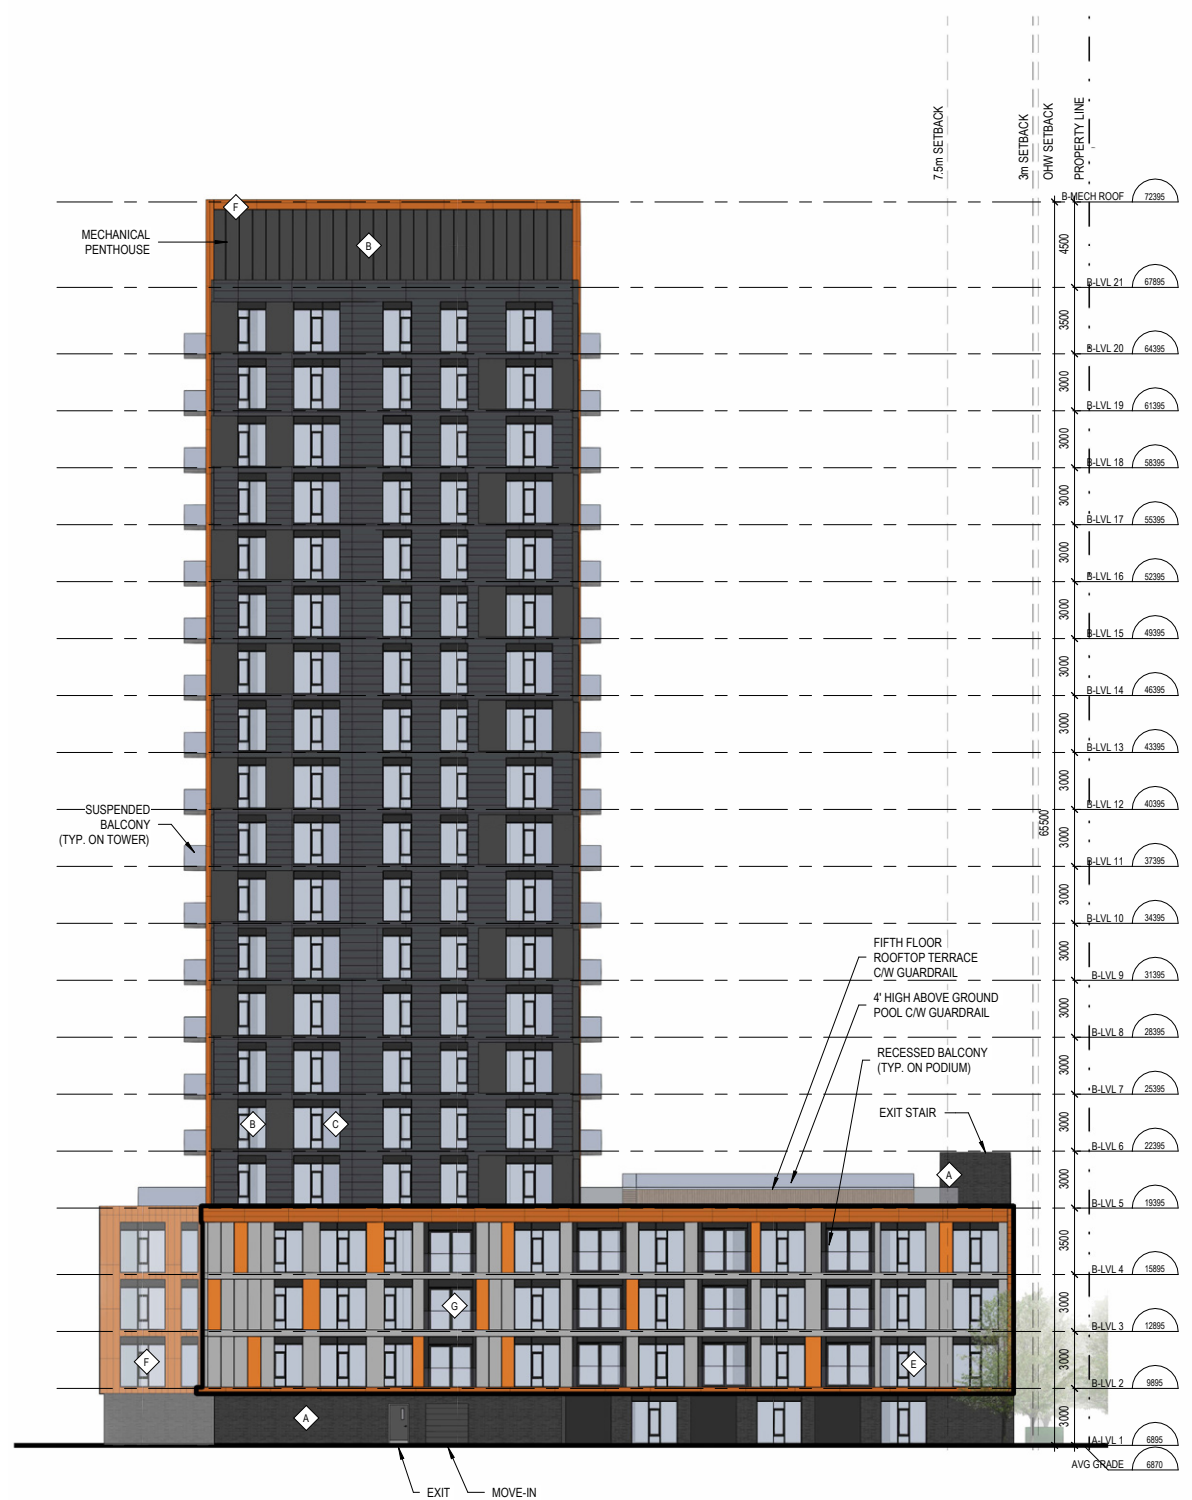 7.5m SETBACK
3m SETBACK
OHW SETBACK
PROPERTY LINE
F
B-MECH ROOF 72395
MECHANICAL
PENTHOUSE
B
4500
B-LVL 21 67895
3500
B-LVL 20 64395
3000
B-LVL 19 61395
3000
B-LVL 18 58395
3000
B-LVL 17 55395
3000
B-LVL 16 52395
3000
B-LVL 15 49395
3000
B-LVL 14 46395
3000
B-LVL 13 43395
3000
B-LVL 12 40395
SUSPENDED
BALCONY
(TYP. ON TOWER)
65500
3000
B-LVL 11 37395
3000
B-LVL 10 34395
FIFTH FLOOR
ROOFTOP TERRACE
C/W GUARDRAIL
3000
B-LVL 9 31395
4' HIGH ABOVE GROUND
POOL C/W GUARDRAIL
3000
B-LVL 8 28395
RECESSED BALCONY
(TYP. ON PODIUM)
3000
B-LVL 7 25395
EXIT STAIR
B
C
3000
B-LVL 6 22395
A
3000
B-LVL 5 19395
3500
B-LVL 4 15895
G
3000
B-LVL 3 12895
F
E
3000
B-LVL 2 9895
A
3000
A-LVL 1 6895
AVG GRADE 6870
EXIT
MOVE-IN